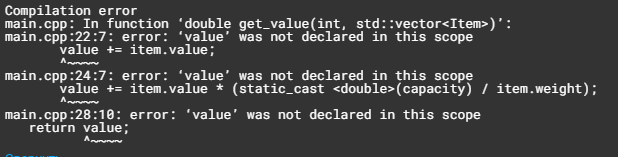 Compilation error
main.cpp: In function ‘double get_value(int, std::vector<Item>)’:
main.cpp:22:7: error: ‘value’ was not declared in this scope
value += item.value;
^~~~~
main.cpp:24:7: error: ‘value’ was not declared in this scope
value += item.value * (static_cast <double>(capacity) / item.weight);
^~~~~
main.cpp:28:10: error: ‘value’ was not declared in this scope
return value;
^~~~~